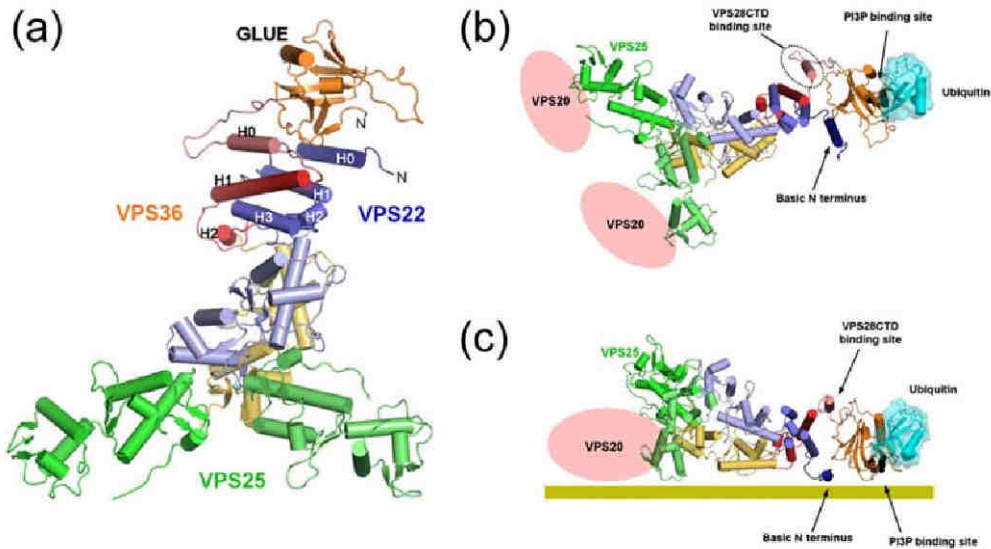 (a)
GLUE
N
H0
H0
N
H1
H1
VPS36
VPS22
H3
H2
H2
VPS25
(b)
VPS28CTD
binding site
PI3P binding site
VPS25
VPS20
Ubiquitin
Basic N terminus
VPS20
(c)
VPS28CTD
binding site
VPS25
Ubiquitin
VPS20
Basic N terminus
PI3P binding site